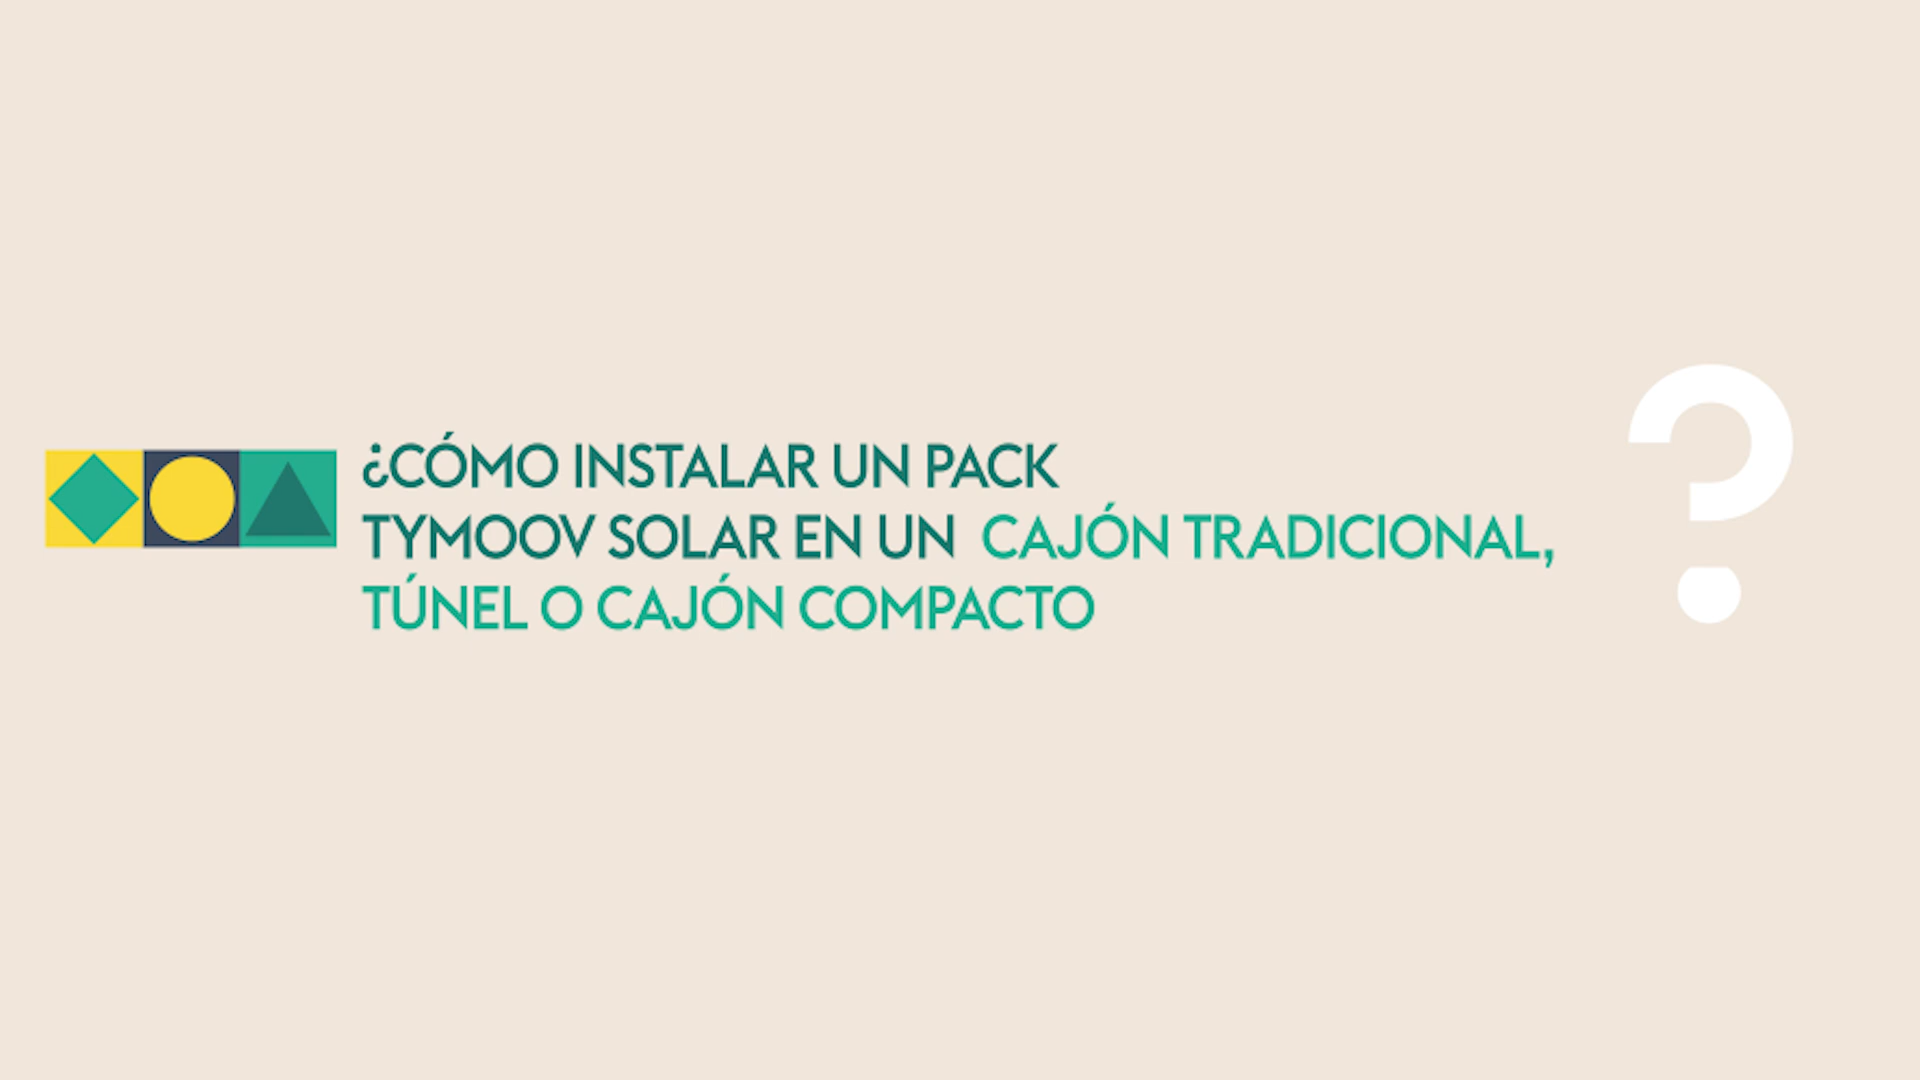 ¿CÓMO INSTALAR UN PACK
TYMOOV SOLAR EN UN CAJÓN TRADICIONAL,
TÚNEL O CAJÓN COMPACTO
?